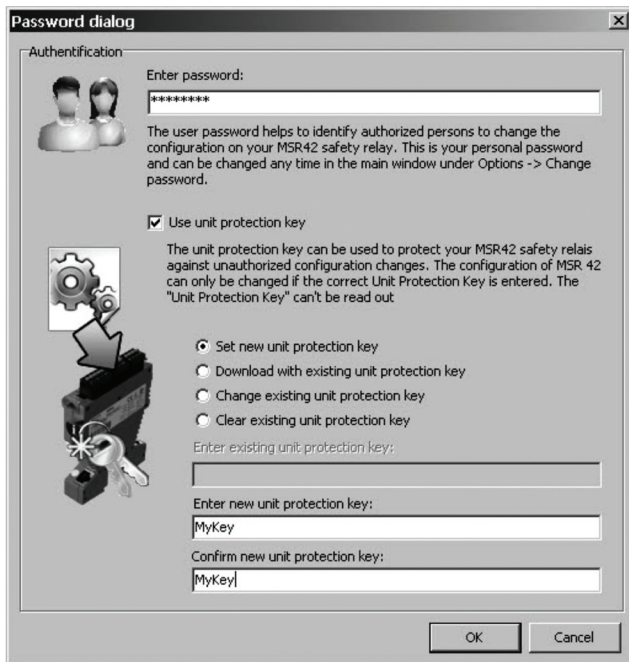 Password dialog
Authentification
Enter password:
********
The user password helps to identify authorized persons to change the
configuration on your MSR42 safety relay. This is your personal password
and can be changed any time in the main window under Options -> Change
password.
Use unit protection key
The unit protection key can be used to protect your MSR42 safety relais
against unauthorized configuration changes. The configuration of MSR 42
can only be changed if the correct Unit Protection Key is entered. The
"Unit Protection Key" can't be read out
Set new unit protection key
Download with existing unit protection key
Change existing unit protection key
Clear existing unit protection key
Enter existing unit protection key:
Enter new unit protection key:
MyKey
Confirm new unit protection key:
MyKey
OK
Cancel